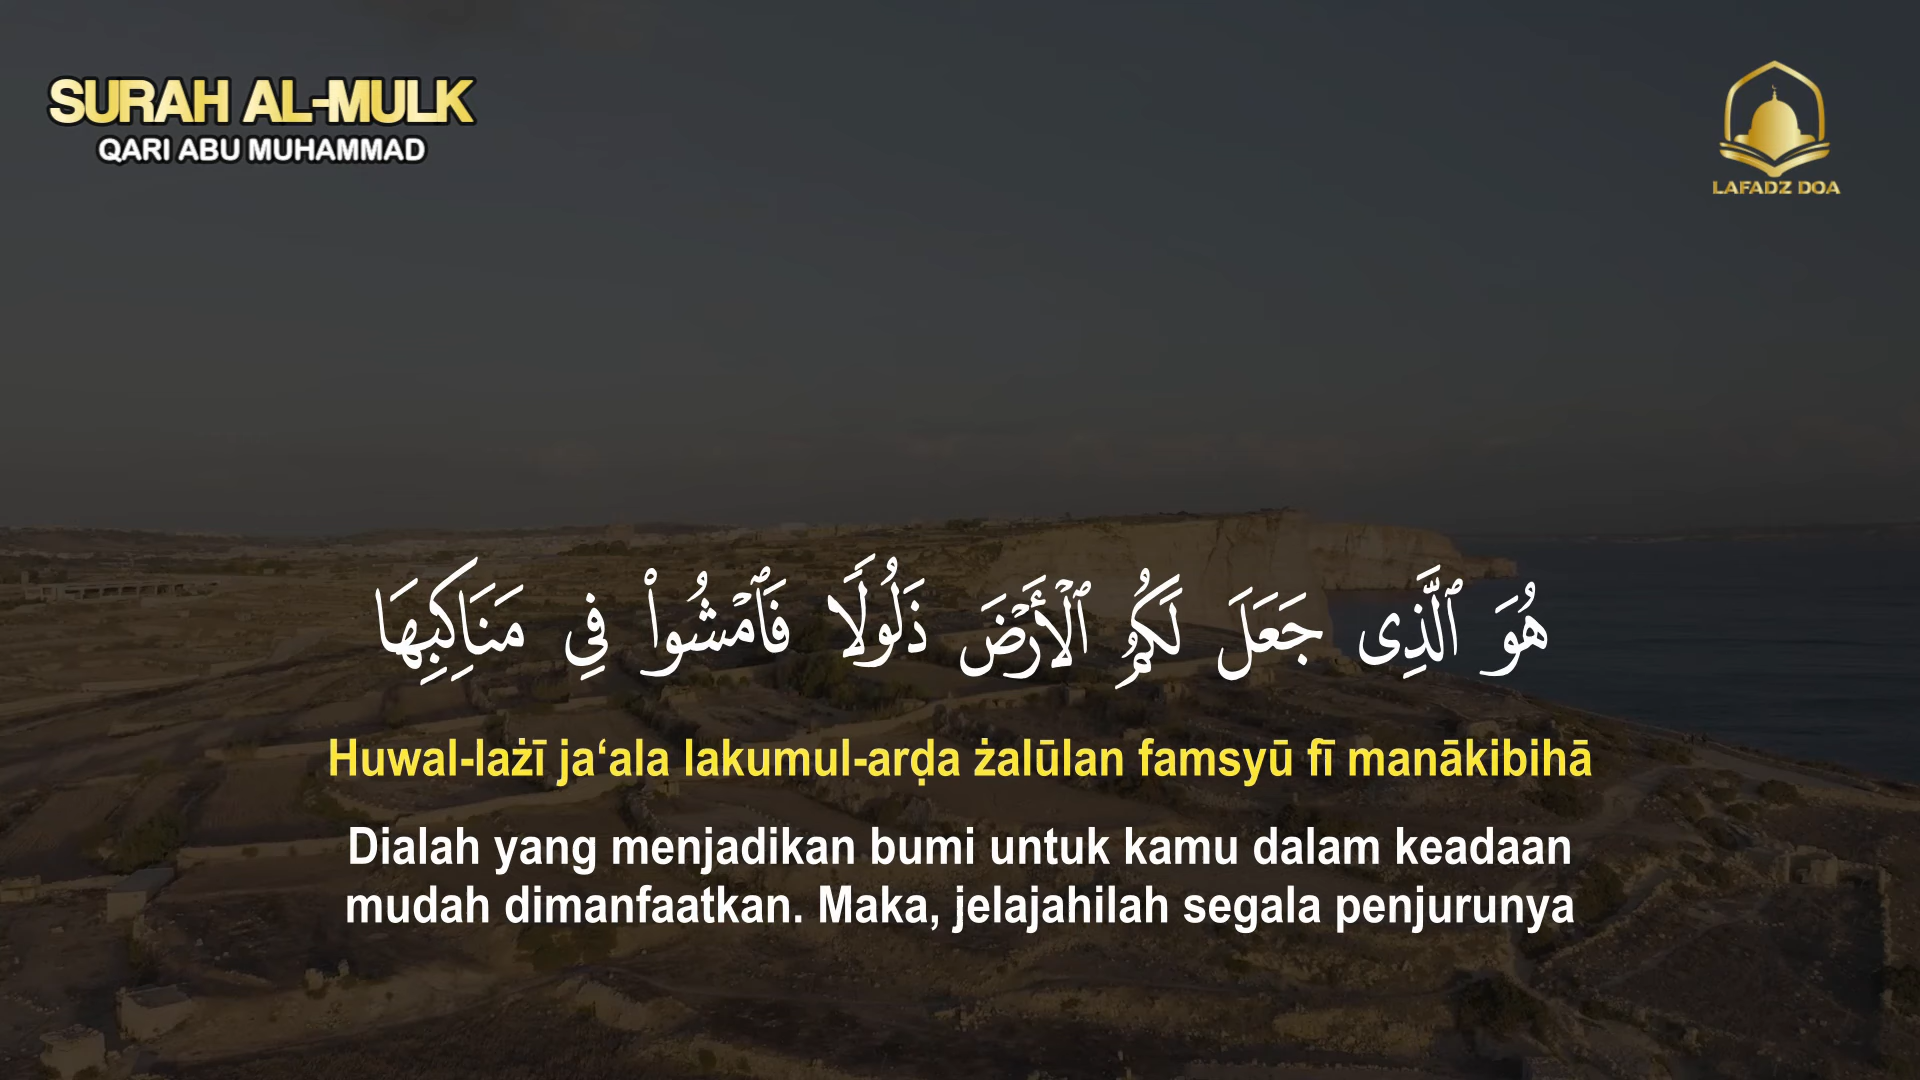 SURAH AL-MULK
QARI ABU MUHAMMAD
LAFADZ DOA
هُوَ ٱلَّذِى جَعَلَ لَكُمُ ٱلْأَرْضَ ذَلُولًا فَٱمْشُوا۟ فِى مَنَاكِبِهَا
Huwal-lażī ja‘ala lakumul-arḍa żalūlan famsyū fī manākibihā
Dialah yang menjadikan bumi untuk kamu dalam keadaan
mudah dimanfaatkan. Maka, jelajahilah segala penjurunya